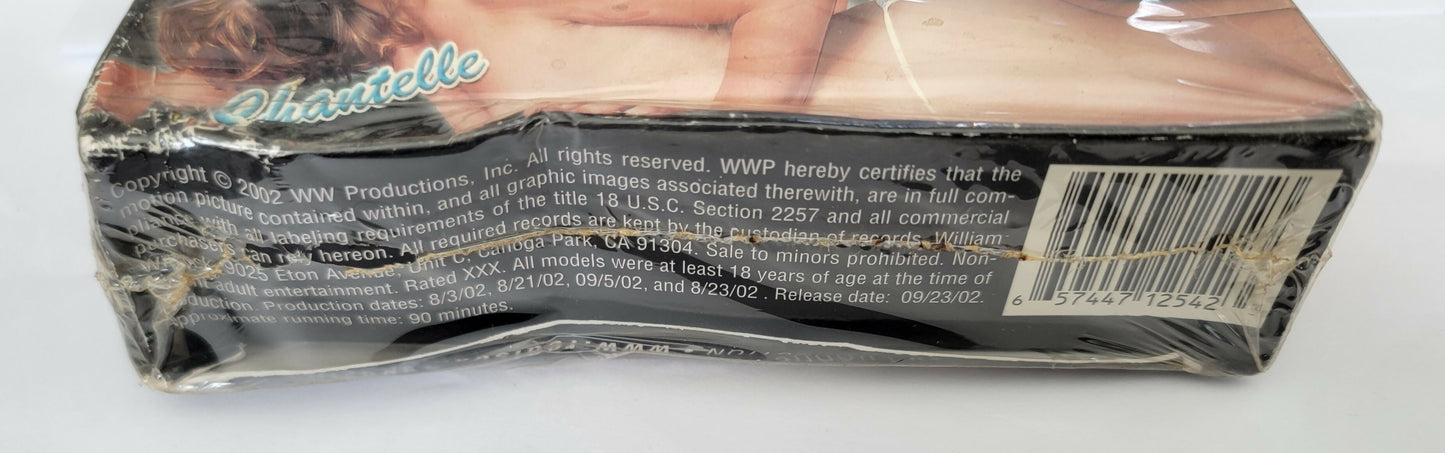 Chantelle
Copyright © 2002 WW Productions, Inc. All rights reserved. WWP hereby certifies that the
motion picture contained within, and all graphic images associated therewith, are in full com-
pliance with all labeling requirements of the title 18 U.S.C. Section 2257 and all commercial
purchasers can rely hereon. All required records are kept by the custodian of records, William
9025 Eton Avenue, Unit C, Canoga Park, CA 91304. Sale to minors prohibited. Non-
adult entertainment. Rated XXX. All models were at least 18 years of age at the time of
production. Production dates: 8/3/02, 8/21/02, 09/5/02, and 8/23/02 . Release date: 09/23/02.
approximate running time: 90 minutes.
6 57447 12542